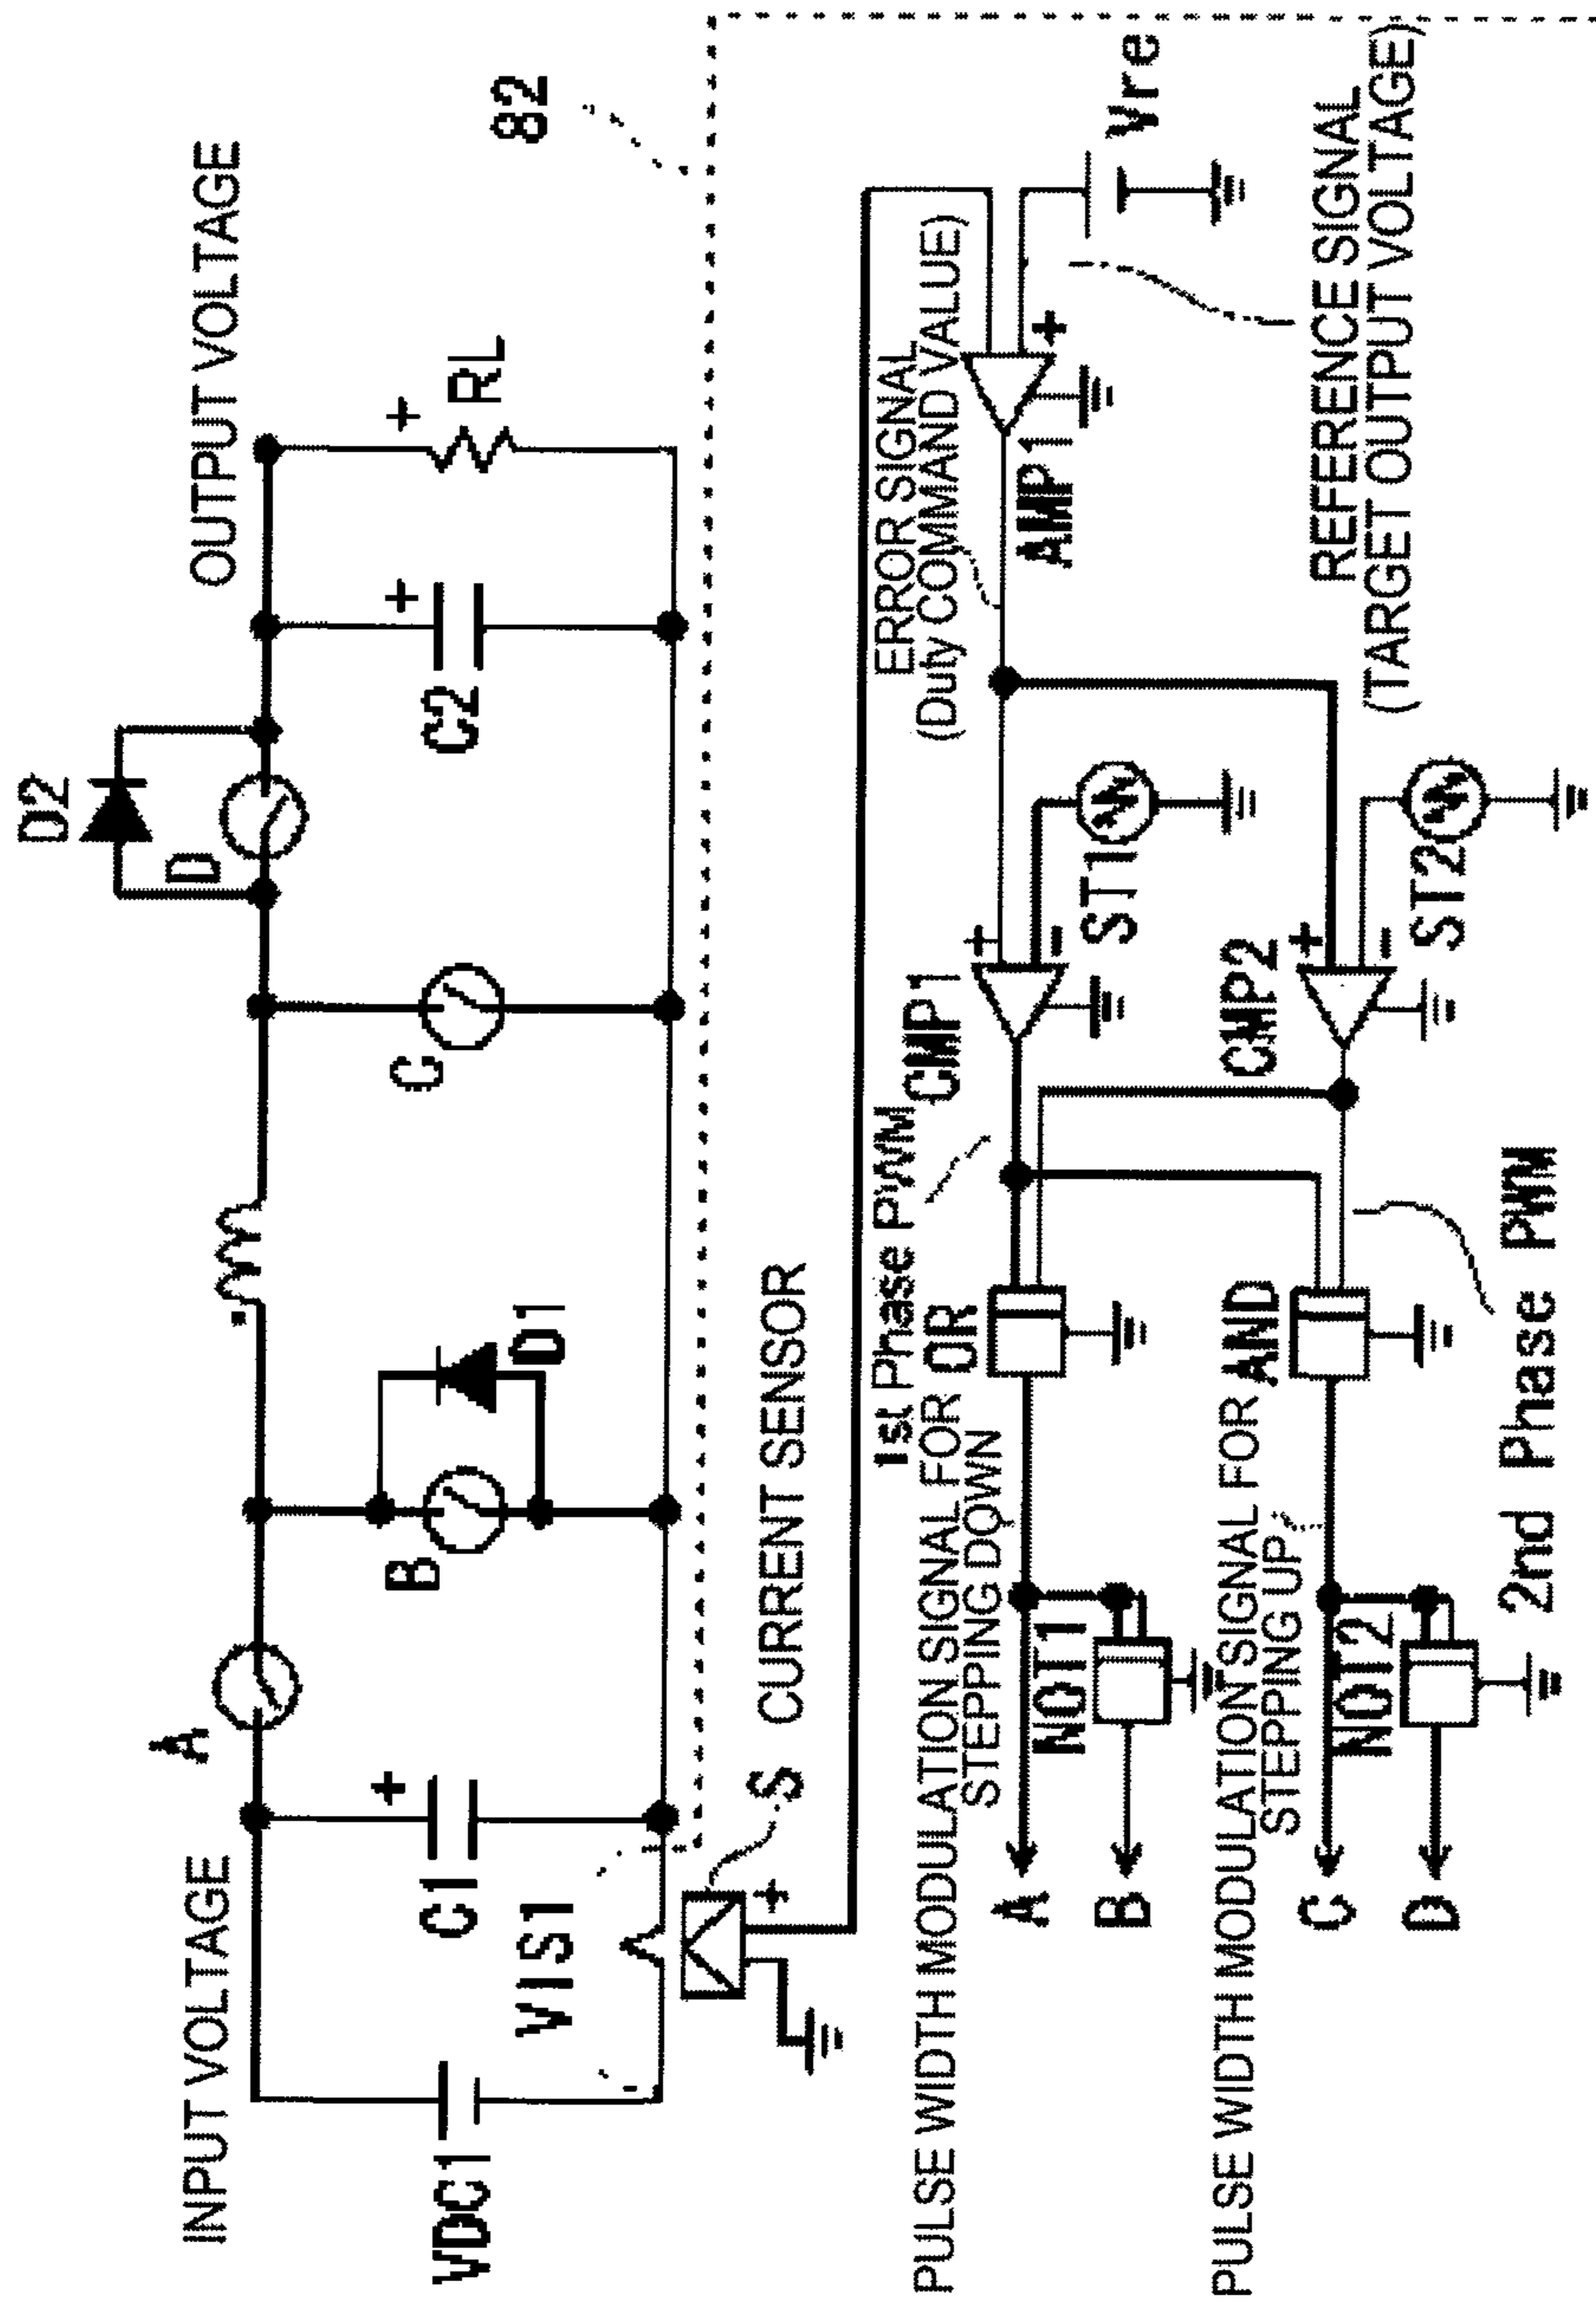 INPUT VOLTAGE
OUTPUT VOLTAGE
D2
D
A
82
VDC1
C1
+
B
D1
C
C2
+
RL
+
VIS1
S
CURRENT SENSOR
+
1st Phase PWM
CMP1
+
-
ERROR SIGNAL
(Duty COMMAND VALUE)
AMP1
+
Vre
PULSE WIDTH MODULATION SIGNAL FOR
STEPPING DOWN
OR
A
NOT1
B
ST1
REFERENCE SIGNAL
(TARGET OUTPUT VOLTAGE)
PULSE WIDTH MODULATION SIGNAL FOR
STEPPING UP
AND
CMP2
+
-
C
NOT2
D
ST2
2nd Phase PWM